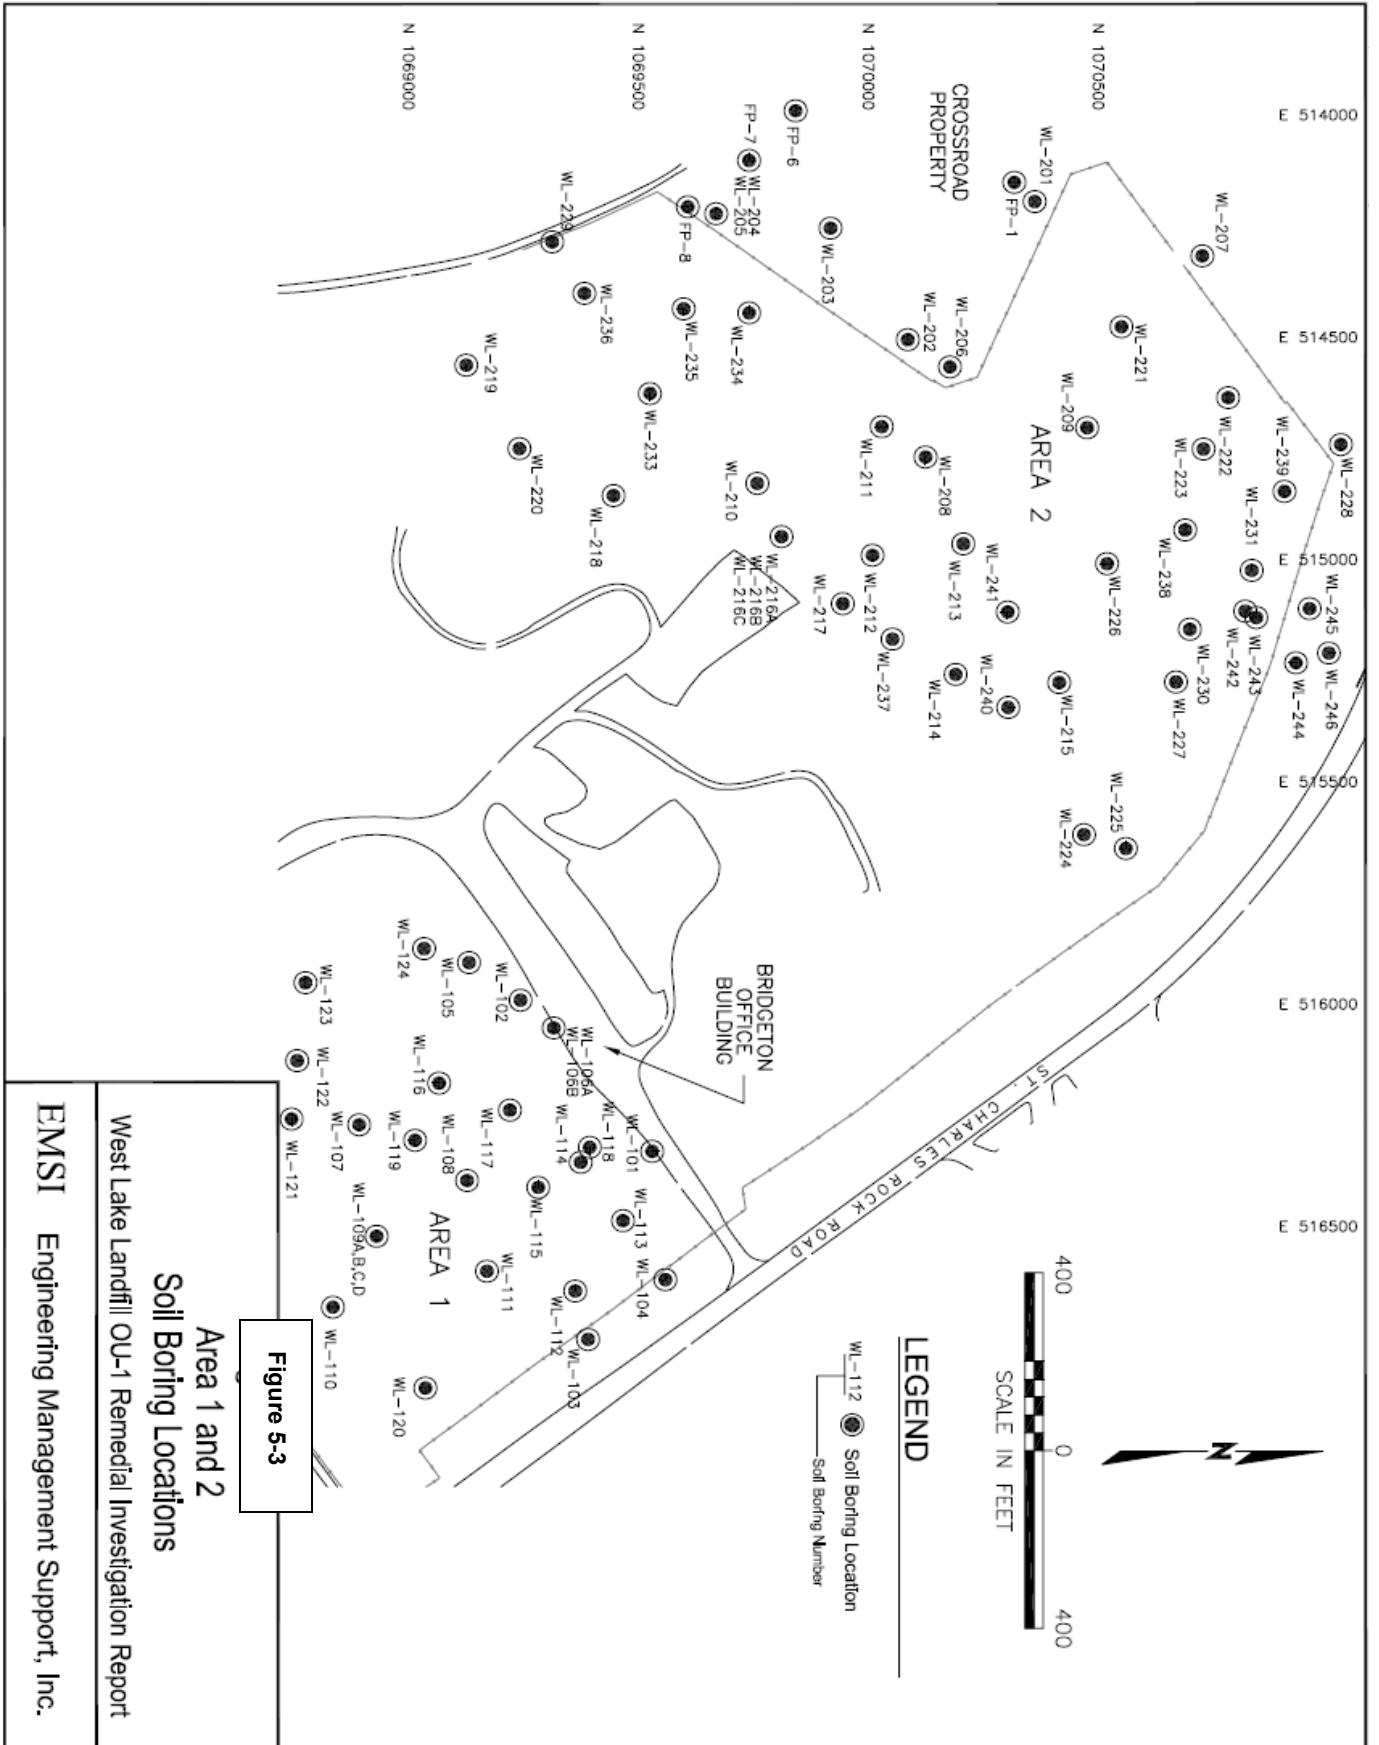 E 514000
E 514500
E 515000
E 515500
E 516000
E 516500
N 1070500
N 1070000
N 1069500
N 1069000
CROSSROAD
PROPERTY
WL-201
FP-1
WL-207
FP-6
FP-7
WL-204
WL-205
FP-8
WL-203
WL-202
WL-206
WL-229
WL-236
WL-235
WL-234
WL-219
WL-233
WL-220
WL-218
WL-221
WL-209
WL-222
WL-223
WL-239
WL-228
WL-231
WL-238
AREA 2
WL-211
WL-208
WL-210
WL-216A
WL-216B
WL-216C
WL-217
WL-212
WL-213
WL-241
WL-226
WL-237
WL-214
WL-240
WL-215
WL-230
WL-227
WL-242
WL-243
WL-245
WL-244
WL-246
WL-225
WL-224
BRIDGETON
OFFICE
BUILDING
ST. CHARLES ROCK ROAD
WL-124
WL-105
WL-102
WL-123
WL-106A
WL-106B
WL-122
WL-116
WL-121
WL-107
WL-119
WL-108
WL-117
WL-114
WL-118
WL-101
WL-109A,B,C,D
AREA 1
WL-115
WL-113
WL-104
WL-111
WL-112
WL-103
WL-110
WL-120
LEGEND
WL-112
Soil Boring Location
Soil Boring Number
N
400
0
400
SCALE IN FEET
Figure 5-3
Area 1 and 2
Soil Boring Locations
West Lake Landfill OU-1 Remedial Investigation Report
EMSI Engineering Management Support, Inc.